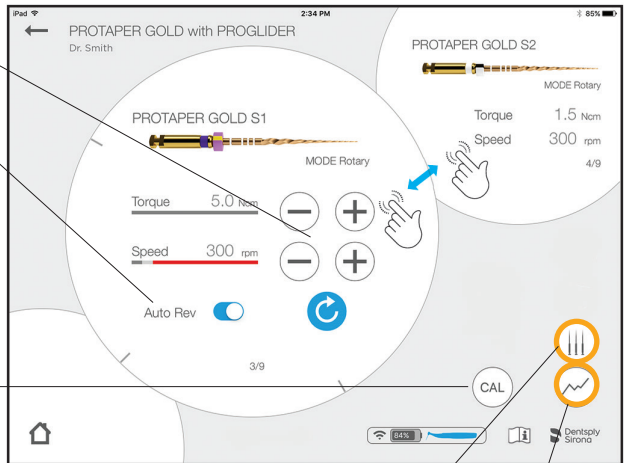 iPad
2:34 PM
85%
PROTAPER GOLD with PROGLIDER
Dr. Smith
PROTAPER GOLD S2
MODE Rotary
Torque 1.5 Ncm
Speed 300 rpm
4/9
PROTAPER GOLD S1
MODE Rotary
Torque 5.0 Ncm
Speed 300 rpm
Auto Rev
3/9
CAL
84%
i
Dentsply
Sirona